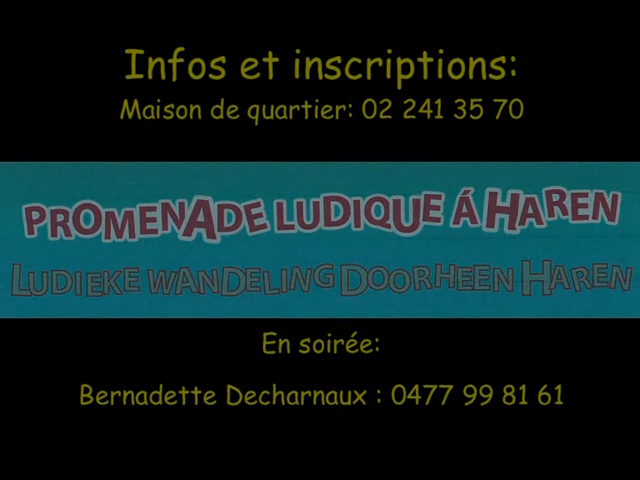 Infos et inscriptions:
Maison de quartier: 02 241 35 70
PROMENADE LUDIQUE Á HAREN
LUDIEKE WANDELING DOORHEEN HAREN
En soirée:
Bernadette Decharnaux : 0477 99 81 61